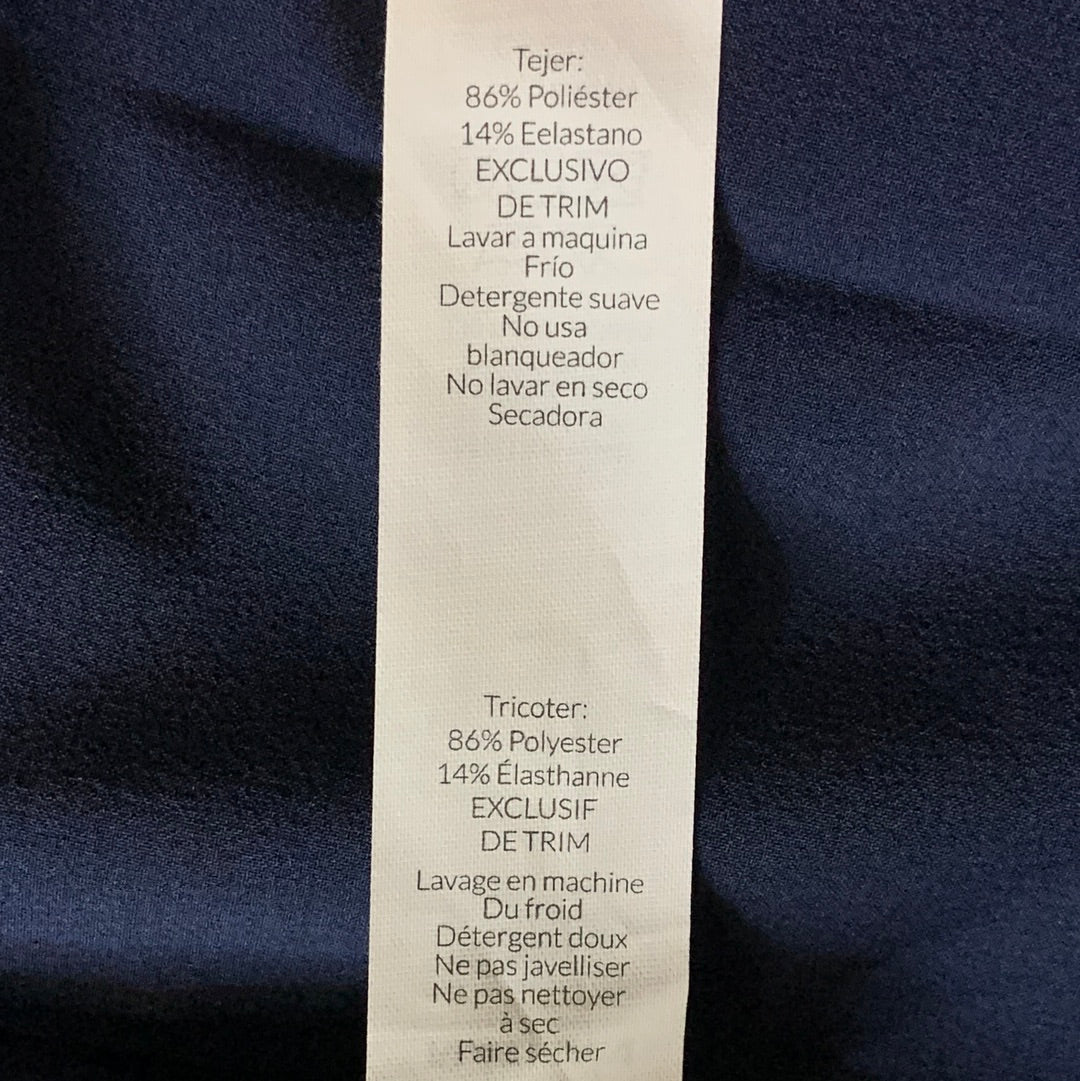 Tejer:
86% Poliéster
14% Eelastano
EXCLUSIVO
DE TRIM
Lavar a maquina
Frío
Detergente suave
No usa
blanqueador
No lavar en seco
Secadora
Tricoter:
86% Polyester
14% Élasthanne
EXCLUSIF
DE TRIM
Lavage en machine
Du froid
Détergent doux
Ne pas javelliser
Ne pas nettoyer
à sec
Faire sécher